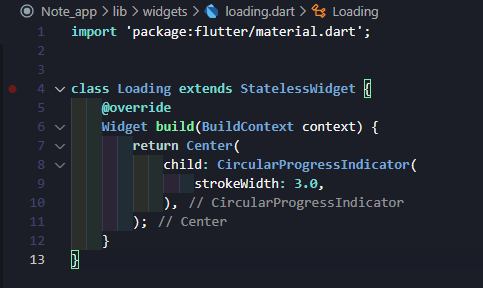 Note_app > lib > widgets > loading.dart > Loading
1 import 'package:flutter/material.dart';
2
3
4 class Loading extends StatelessWidget {
5 @override
6 Widget build(BuildContext context) {
7 return Center(
8 child: CircularProgressIndicator(
9 strokeWidth: 3.0,
10 ), // CircularProgressIndicator
11 ); // Center
12 }
13 }